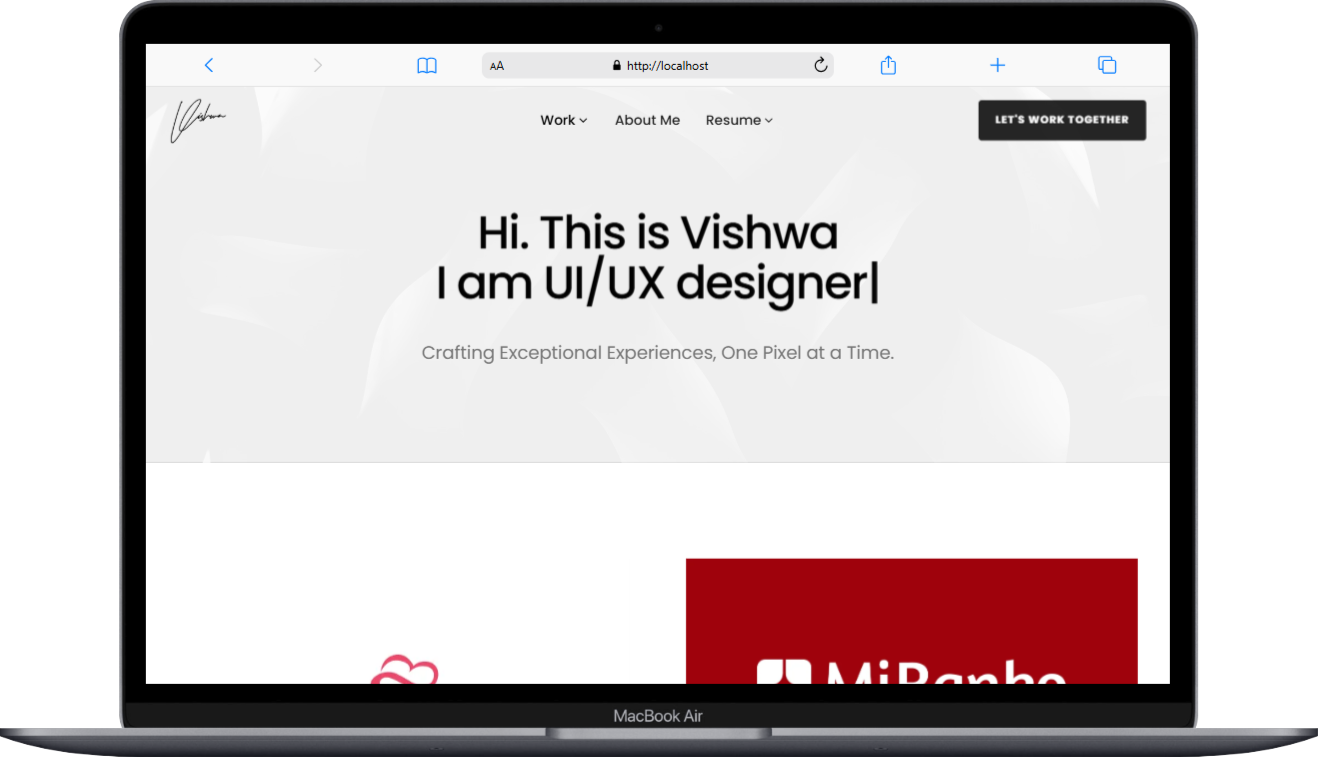 AA
http://localhost
Vishwa
Work
About Me
Resume
LET'S WORK TOGETHER
Hi. This is Vishwa
I am UI/UX designer|
Crafting Exceptional Experiences, One Pixel at a Time.
MacBook Air